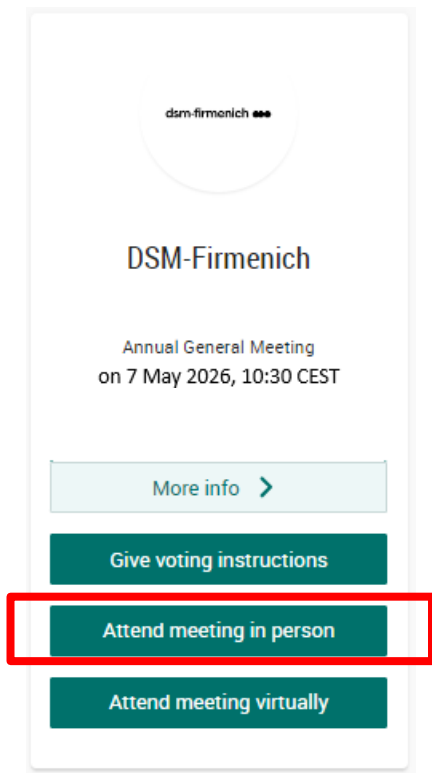 dsm-firmenich
DSM-Firmenich
Annual General Meeting
on 7 May 2026, 10:30 CEST
More info
Give voting instructions
Attend meeting in person
Attend meeting virtually